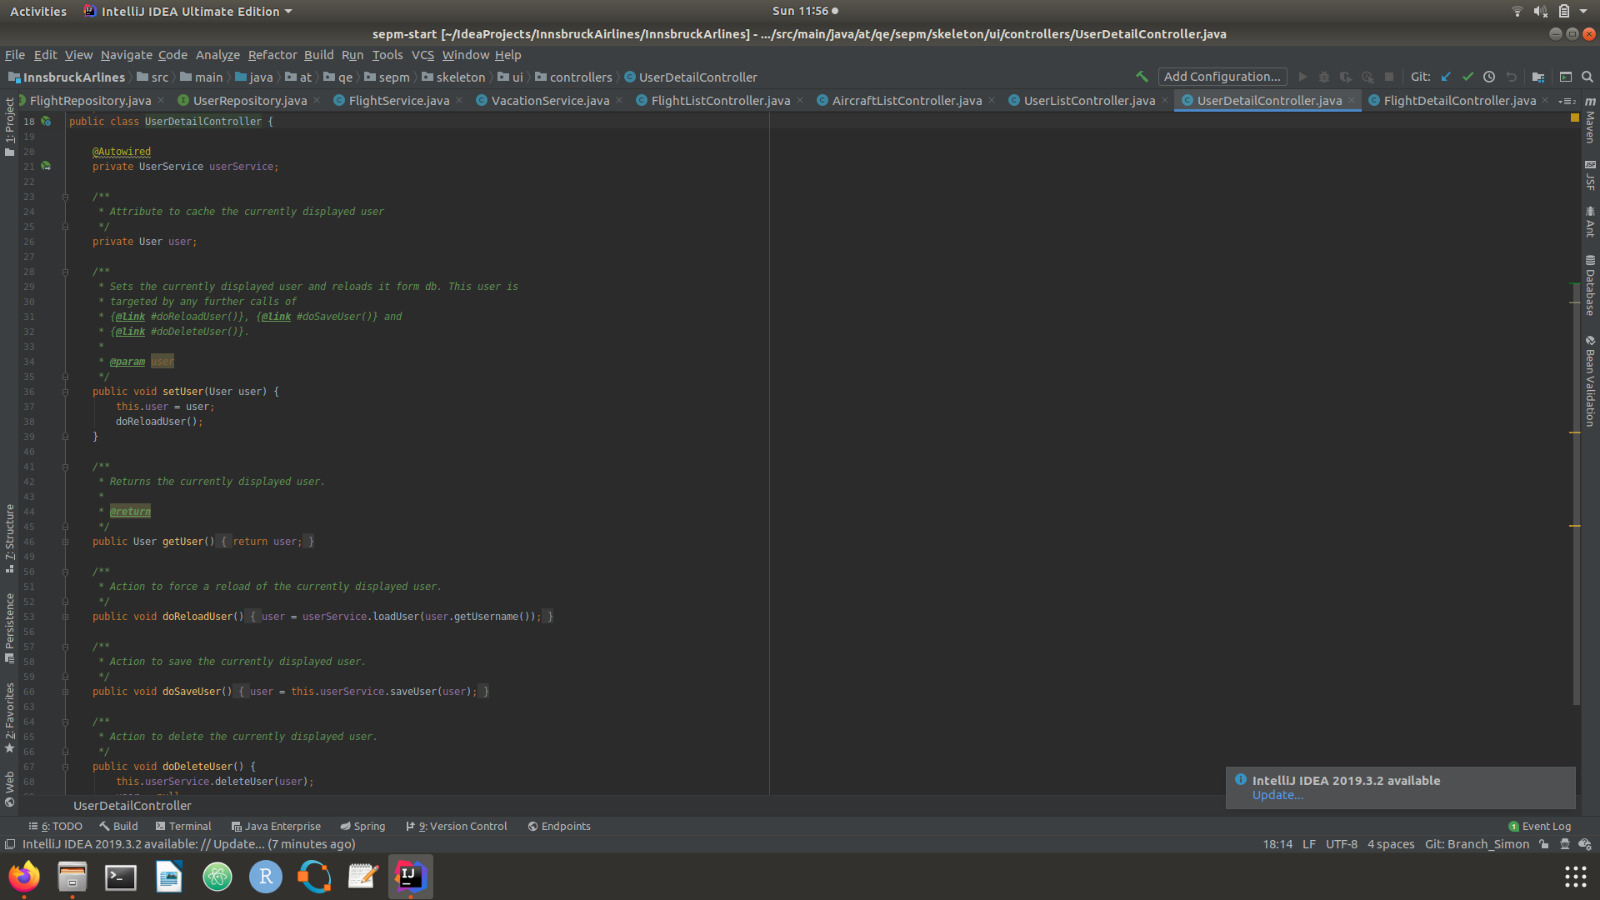 Activities IntelliJ IDEA Ultimate Edition Sun 11:56
sepm-start [~/IdeaProjects/InnsbruckAirlines/InnsbruckArlines] - .../src/main/java/at/qe/sepm/skeleton/ui/controllers/UserDetailController.java
File Edit View Navigate Code Analyze Refactor Build Run Tools VCS Window Help
InnsbruckArlines src main java at qe sepm skeleton ui controllers UserDetailController Add Configuration... Git:
FlightRepository.java UserRepository.java FlightService.java VacationService.java FlightListController.java AircraftListController.java UserListController.java UserDetailController.java FlightDetailController.java
1: Project
7: Structure
Persistence
2: Favorites
Web
18 public class UserDetailController {
19
20 @Autowired
21 private UserService userService;
22
23 /**
24 * Attribute to cache the currently displayed user
25 */
26 private User user;
27
28 /**
29 * Sets the currently displayed user and reloads it form db. This user is
30 * targeted by any further calls of
31 * {@link #doReloadUser()}, {@link #doSaveUser()} and
32 * {@link #doDeleteUser()}.
33 *
34 * @param user
35 */
36 public void setUser(User user) {
37 this.user = user;
38 doReloadUser();
39 }
40
41 /**
42 * Returns the currently displayed user.
43 *
44 * @return
45 */
46 public User getUser() { return user; }
49
50 /**
51 * Action to force a reload of the currently displayed user.
52 */
53 public void doReloadUser() { user = userService.loadUser(user.getUsername()); }
56
57 /**
58 * Action to save the currently displayed user.
59 */
60 public void doSaveUser() { user = this.userService.saveUser(user); }
63
64 /**
65 * Action to delete the currently displayed user.
66 */
67 public void doDeleteUser() {
68 this.userService.deleteUser(user);
Maven
JSF
Ant
Database
Bean Validation
IntelliJ IDEA 2019.3.2 available
Update...
UserDetailController
6: TODO Build Terminal Java Enterprise Spring 9: Version Control Endpoints 1 Event Log
IntelliJ IDEA 2019.3.2 available: // Update... (7 minutes ago) 18:14 LF UTF-8 4 spaces Git: Branch_Simon
R IJ